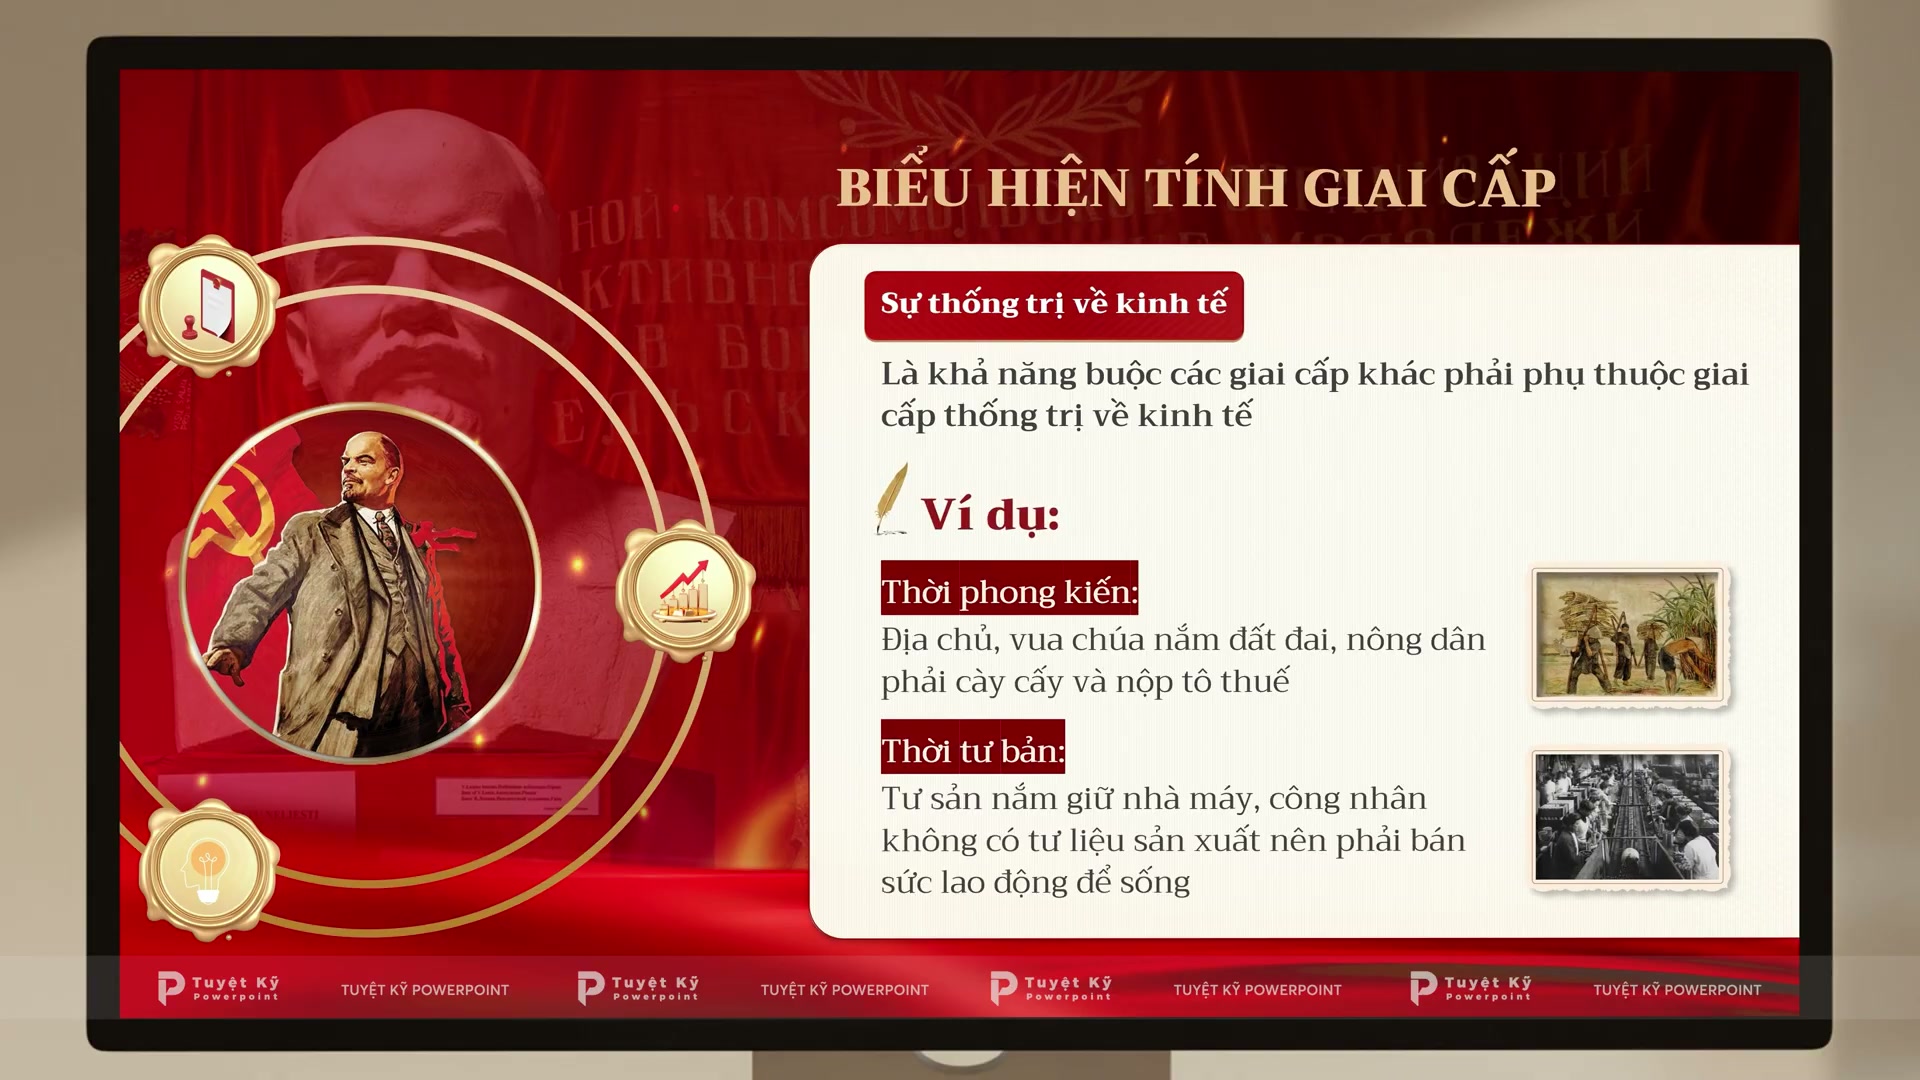 BIỂU HIỆN TÍNH GIAI CẤP
Sự thống trị về kinh tế
Là khả năng buộc các giai cấp khác phải phụ thuộc giai
cấp thống trị về kinh tế
Ví dụ:
Thời phong kiến:
Địa chủ, vua chúa nắm đất đai, nông dân
phải cày cấy và nộp tô thuế
Thời tư bản:
Tư sản nắm giữ nhà máy, công nhân
không có tư liệu sản xuất nên phải bán
sức lao động để sống
Tuyệt Kỹ
Powerpoint
TUYỆT KỸ POWERPOINT
Tuyệt Kỹ
Powerpoint
TUYỆT KỸ POWERPOINT
Tuyệt Kỹ
Powerpoint
TUYỆT KỸ POWERPOINT
Tuyệt Kỹ
Powerpoint
TUYỆT KỸ POWERPOINT